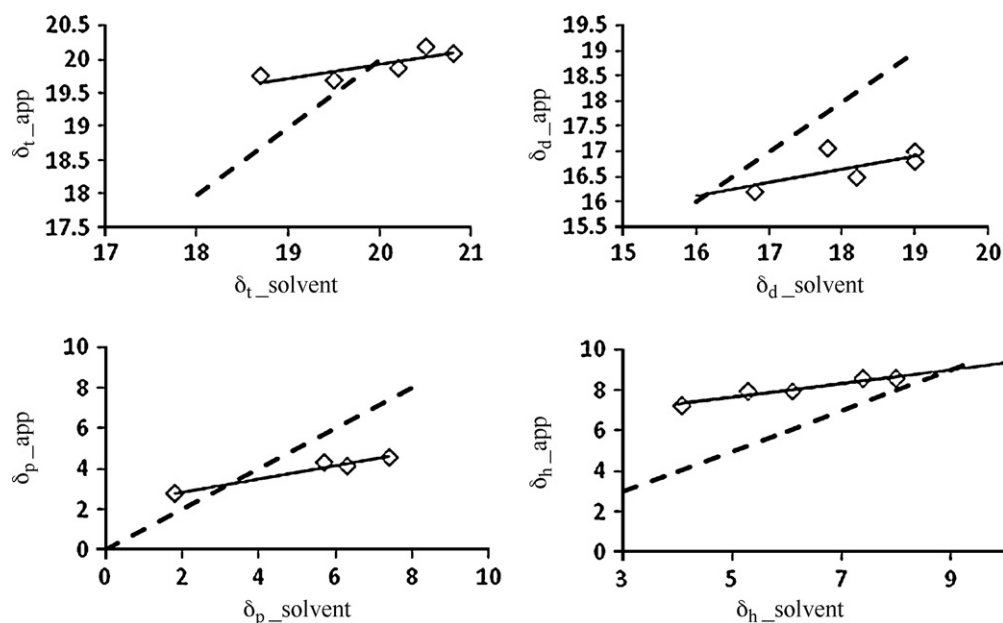 δt_app
20.5
20
19.5
19
18.5
18
17.5
17 18 19 20 21
δt_solvent
δd_app
19.5
19
18.5
18
17.5
17
16.5
16
15.5
15 16 17 18 19 20
δd_solvent
δp_app
10
8
6
4
2
0
0 2 4 6 8 10
δp_solvent
δh_app
10
8
6
4
2
0
3 5 7 9
δh_solvent